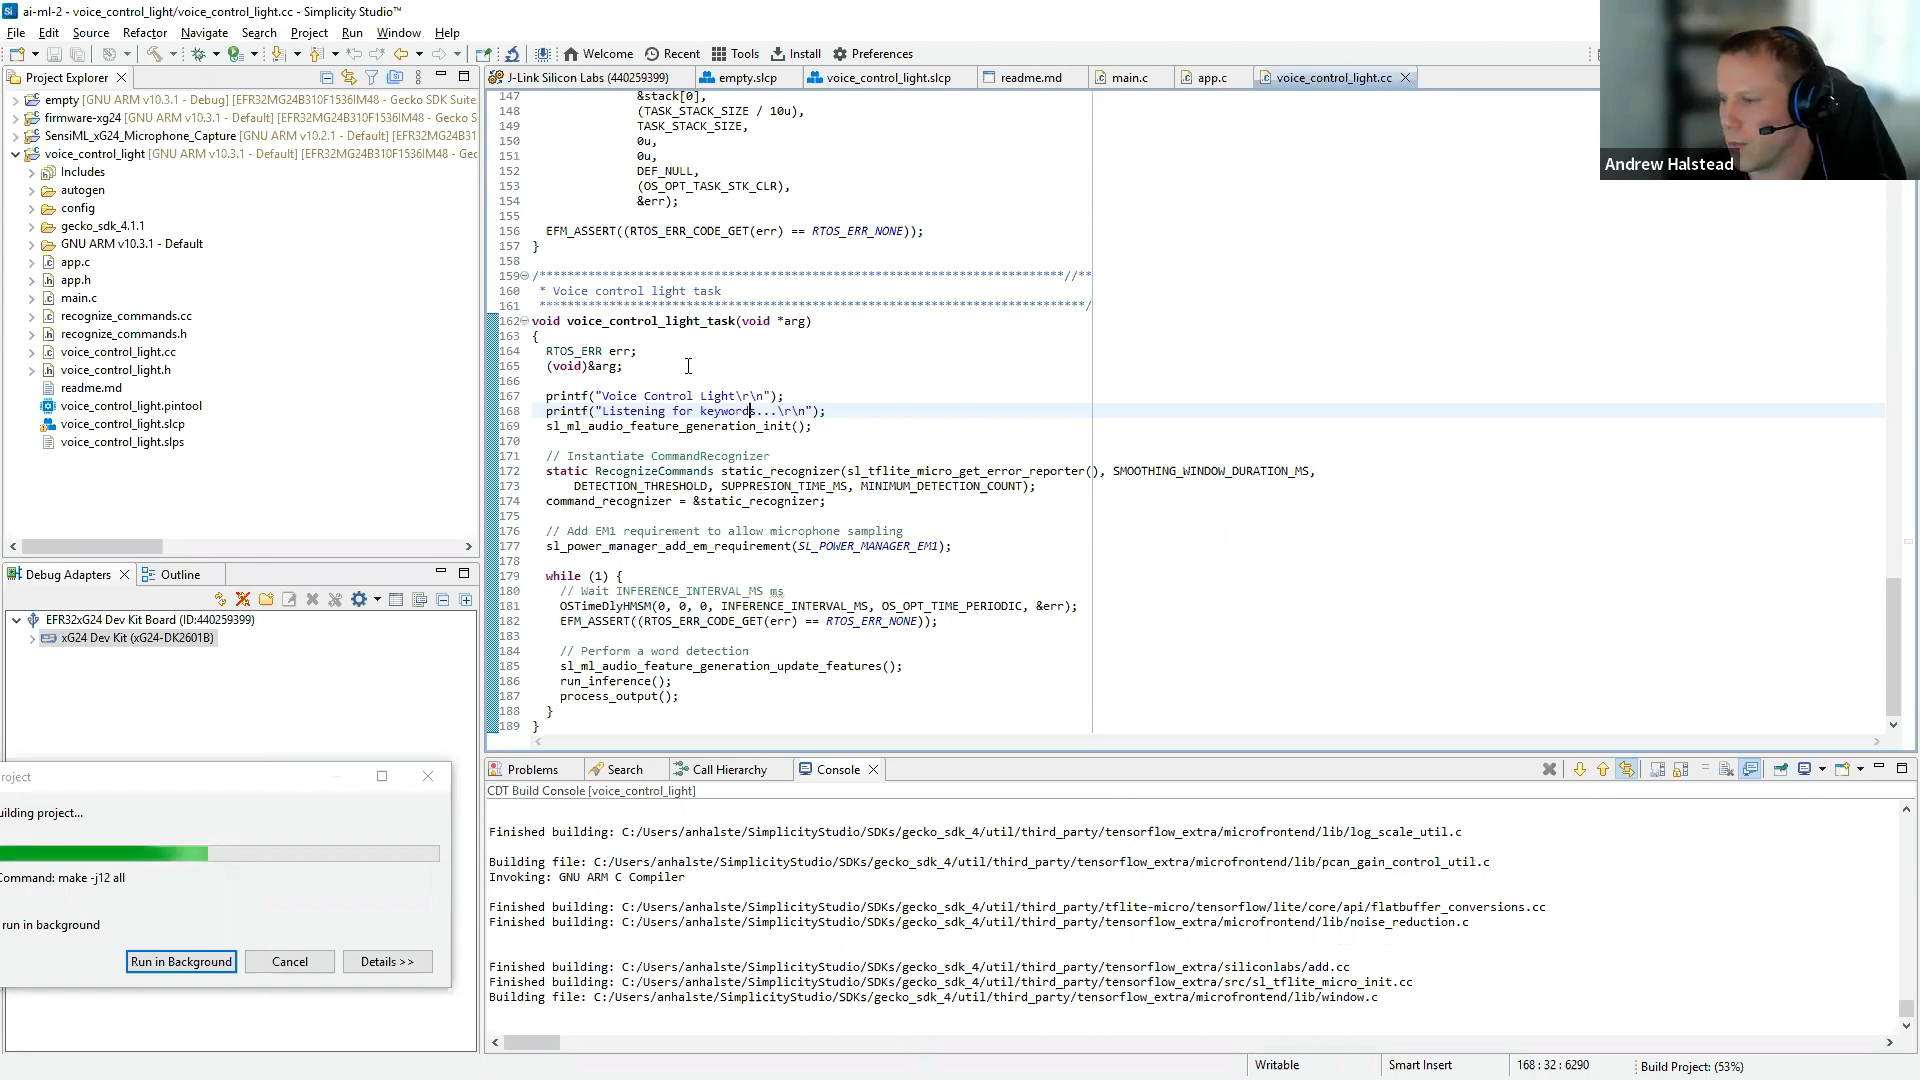 ai-ml-2 - voice_control_light/voice_control_light.cc - Simplicity Studio™
File Edit Source Refactor Navigate Search Project Run Window Help
Welcome Recent Tools Install Preferences
Project Explorer
empty [GNU ARM v10.3.1 - Debug] [EFR32MG24B310F1536IM48 - Gecko SDK Suite
firmware-xg24 [GNU ARM v10.3.1 - Default] [EFR32MG24B310F1536IM48 - Gecko S
SensiML_xG24_Microphone_Capture [GNU ARM v10.2.1 - Default] [EFR32MG24B31
voice_control_light [GNU ARM v10.3.1 - Default] [EFR32MG24B310F1536IM48 - Gec
Includes
autogen
config
gecko_sdk_4.1.1
GNU ARM v10.3.1 - Default
app.c
app.h
main.c
recognize_commands.cc
recognize_commands.h
voice_control_light.cc
voice_control_light.h
readme.md
voice_control_light.pintool
voice_control_light.slcp
voice_control_light.slps
Debug Adapters Outline
EFR32xG24 Dev Kit Board (ID:440259399)
xG24 Dev Kit (xG24-DK2601B)
roject
uilding project...
Command: make -j12 all
run in background
Run in Background Cancel Details >>
J-Link Silicon Labs (440259399) empty.slcp voice_control_light.slcp readme.md main.c app.c voice_control_light.cc
147 &stack[0],
148 (TASK_STACK_SIZE / 10u),
149 TASK_STACK_SIZE,
150 0u,
151 0u,
152 DEF_NULL,
153 (OS_OPT_TASK_STK_CLR),
154 &err);
155
156 EFM_ASSERT((RTOS_ERR_CODE_GET(err) == RTOS_ERR_NONE));
157 }
158
159 /***************************************************************************//**
160 * Voice control light task
161 ******************************************************************************/
162 void voice_control_light_task(void *arg)
163 {
164 RTOS_ERR err;
165 (void)&arg;
166
167 printf("Voice Control Light\r\n");
168 printf("Listening for keywords...\r\n");
169 sl_ml_audio_feature_generation_init();
170
171 // Instantiate CommandRecognizer
172 static RecognizeCommands static_recognizer(sl_tflite_micro_get_error_reporter(), SMOOTHING_WINDOW_DURATION_MS,
173 DETECTION_THRESHOLD, SUPPRESION_TIME_MS, MINIMUM_DETECTION_COUNT);
174 command_recognizer = &static_recognizer;
175
176 // Add EM1 requirement to allow microphone sampling
177 sl_power_manager_add_em_requirement(SL_POWER_MANAGER_EM1);
178
179 while (1) {
180 // Wait INFERENCE_INTERVAL_MS ms
181 OSTimeDlyHMSM(0, 0, 0, INFERENCE_INTERVAL_MS, OS_OPT_TIME_PERIODIC, &err);
182 EFM_ASSERT((RTOS_ERR_CODE_GET(err) == RTOS_ERR_NONE));
183
184 // Perform a word detection
185 sl_ml_audio_feature_generation_update_features();
186 run_inference();
187 process_output();
188 }
189 }
Problems Search Call Hierarchy Console
CDT Build Console [voice_control_light]
Finished building: C:/Users/anhalste/SimplicityStudio/SDKs/gecko_sdk_4/util/third_party/tensorflow_extra/microfrontend/lib/log_scale_util.c
Building file: C:/Users/anhalste/SimplicityStudio/SDKs/gecko_sdk_4/util/third_party/tensorflow_extra/microfrontend/lib/pcan_gain_control_util.c
Invoking: GNU ARM C Compiler
Finished building: C:/Users/anhalste/SimplicityStudio/SDKs/gecko_sdk_4/util/third_party/tflite-micro/tensorflow/lite/core/api/flatbuffer_conversions.cc
Finished building: C:/Users/anhalste/SimplicityStudio/SDKs/gecko_sdk_4/util/third_party/tensorflow_extra/microfrontend/lib/noise_reduction.c
Finished building: C:/Users/anhalste/SimplicityStudio/SDKs/gecko_sdk_4/util/third_party/tensorflow_extra/siliconlabs/add.cc
Finished building: C:/Users/anhalste/SimplicityStudio/SDKs/gecko_sdk_4/util/third_party/tensorflow_extra/src/sl_tflite_micro_init.cc
Building file: C:/Users/anhalste/SimplicityStudio/SDKs/gecko_sdk_4/util/third_party/tensorflow_extra/microfrontend/lib/window.c
Writable Smart Insert 168 : 32 : 6290 Build Project: (53%)
Andrew Halstead